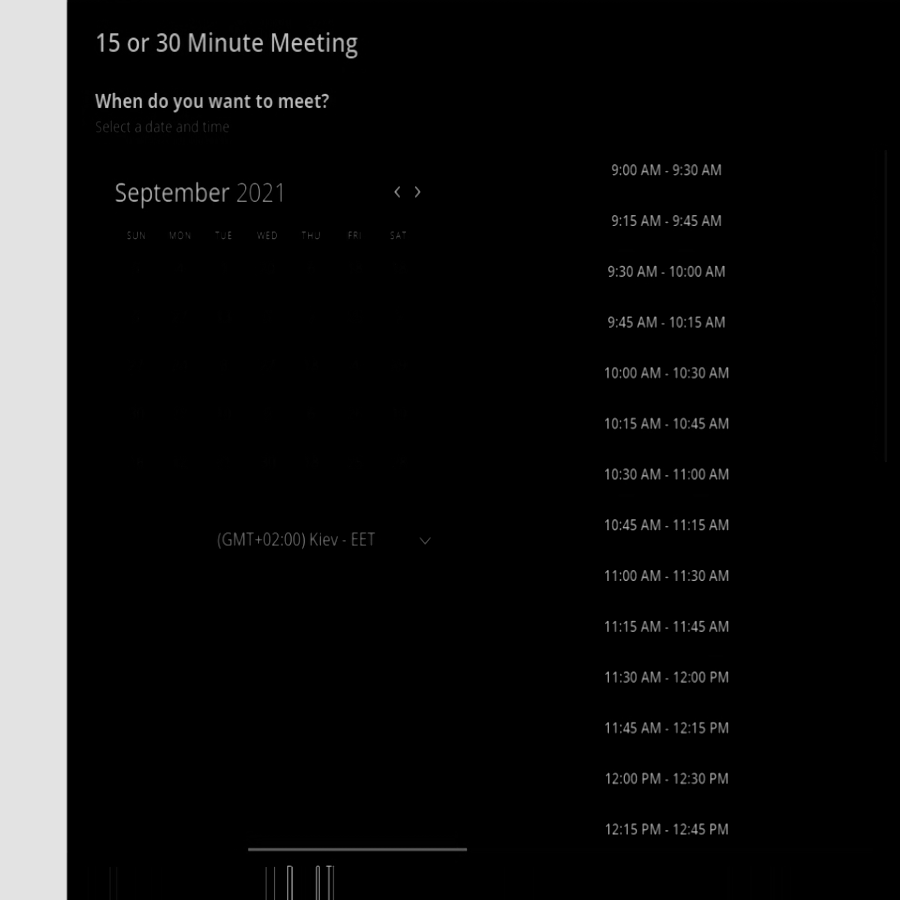 15 or 30 Minute Meeting
When do you want to meet?
Select a date and time
September 2021
SUN MON TUE WED THU FRI SAT
(GMT+02:00) Kiev - EET
9:00 AM - 9:30 AM
9:15 AM - 9:45 AM
9:30 AM - 10:00 AM
9:45 AM - 10:15 AM
10:00 AM - 10:30 AM
10:15 AM - 10:45 AM
10:30 AM - 11:00 AM
10:45 AM - 11:15 AM
11:00 AM - 11:30 AM
11:15 AM - 11:45 AM
11:30 AM - 12:00 PM
11:45 AM - 12:15 PM
12:00 PM - 12:30 PM
12:15 PM - 12:45 PM